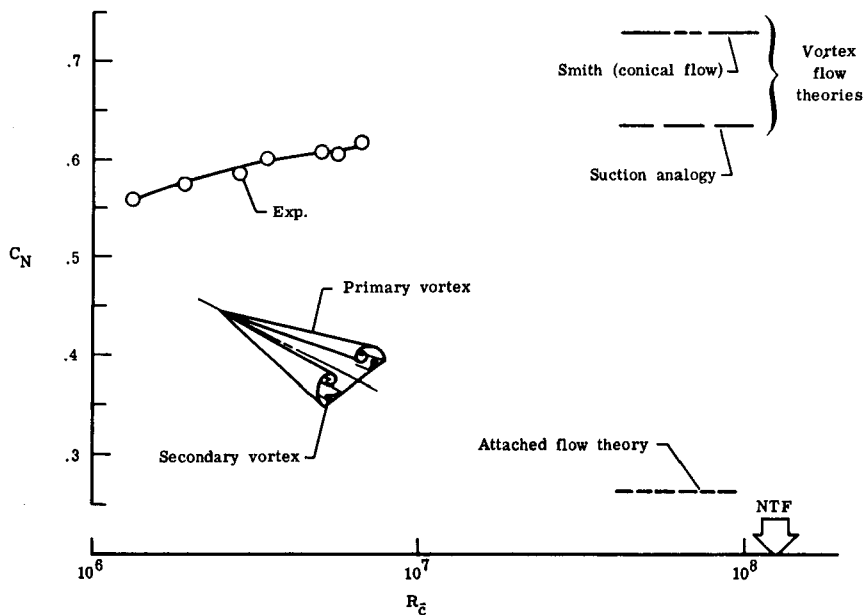 .7
.6
.5
.4
.3
C_N
10^6
10^7
10^8
R_c̄
Smith (conical flow)
Vortex
flow
theories
Suction analogy
Exp.
Primary vortex
Secondary vortex
Attached flow theory
NTF